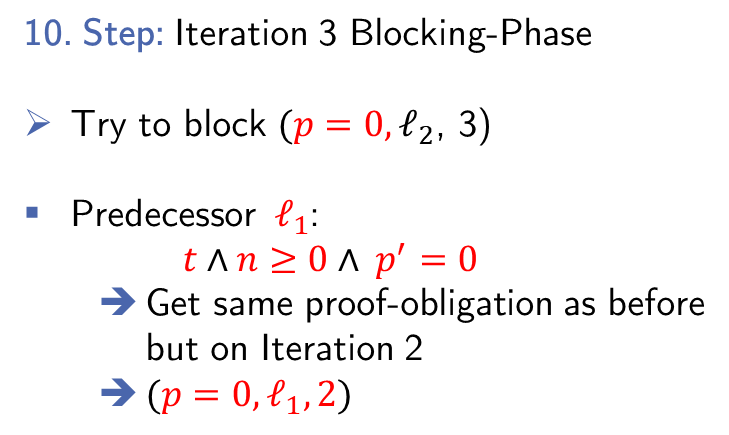 10. Step: Iteration 3 Blocking-Phase
➢ Try to block (p = 0, ℓ₂, 3)
▪ Predecessor ℓ₁:
t ∧ n ≥ 0 ∧ p′ = 0
➔ Get same proof-obligation as before
but on Iteration 2
➔ (p = 0, ℓ₁, 2)